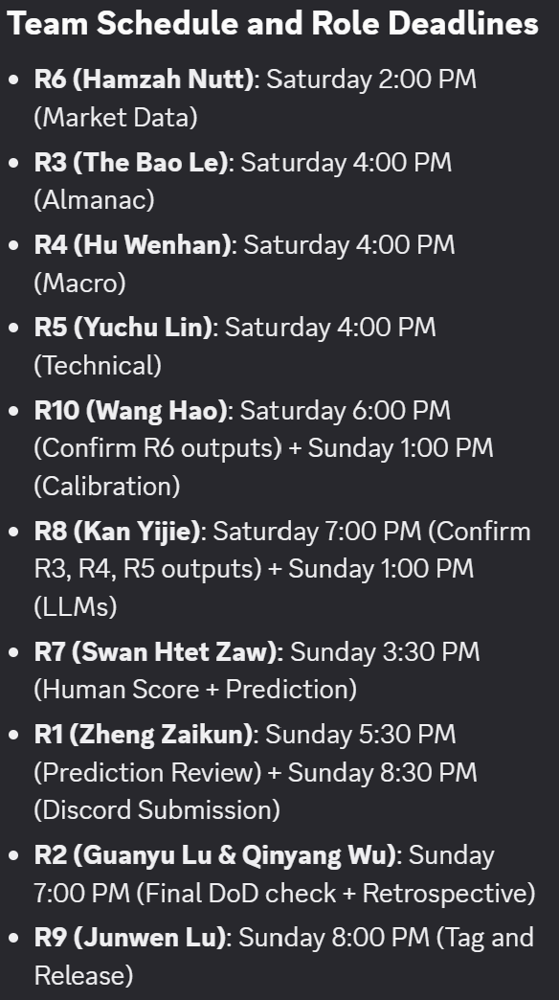 Team Schedule and Role Deadlines
• R6 (Hamzah Nutt): Saturday 2:00 PM
(Market Data)
• R3 (The Bao Le): Saturday 4:00 PM
(Almanac)
• R4 (Hu Wenhan): Saturday 4:00 PM
(Macro)
• R5 (Yuchu Lin): Saturday 4:00 PM
(Technical)
• R10 (Wang Hao): Saturday 6:00 PM
(Confirm R6 outputs) + Sunday 1:00 PM
(Calibration)
• R8 (Kan Yijie): Saturday 7:00 PM (Confirm
R3, R4, R5 outputs) + Sunday 1:00 PM
(LLMs)
• R7 (Swan Htet Zaw): Sunday 3:30 PM
(Human Score + Prediction)
• R1 (Zheng Zaikun): Sunday 5:30 PM
(Prediction Review) + Sunday 8:30 PM
(Discord Submission)
• R2 (Guanyu Lu & Qinyang Wu): Sunday
7:00 PM (Final DoD check + Retrospective)
• R9 (Junwen Lu): Sunday 8:00 PM (Tag and
Release)